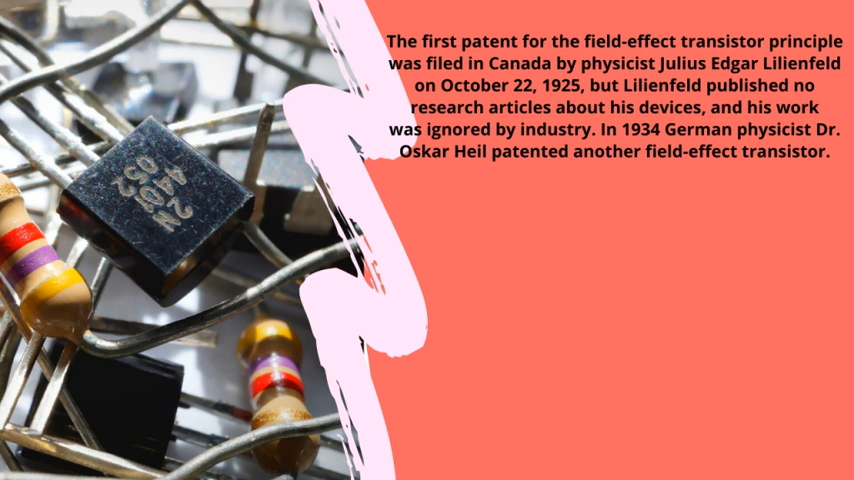 The first patent for the field-effect transistor principle
was filed in Canada by physicist Julius Edgar Lilienfeld
on October 22, 1925, but Lilienfeld published no
research articles about his devices, and his work
was ignored by industry. In 1934 German physicist Dr.
Oskar Heil patented another field-effect transistor.
2N
4401
052